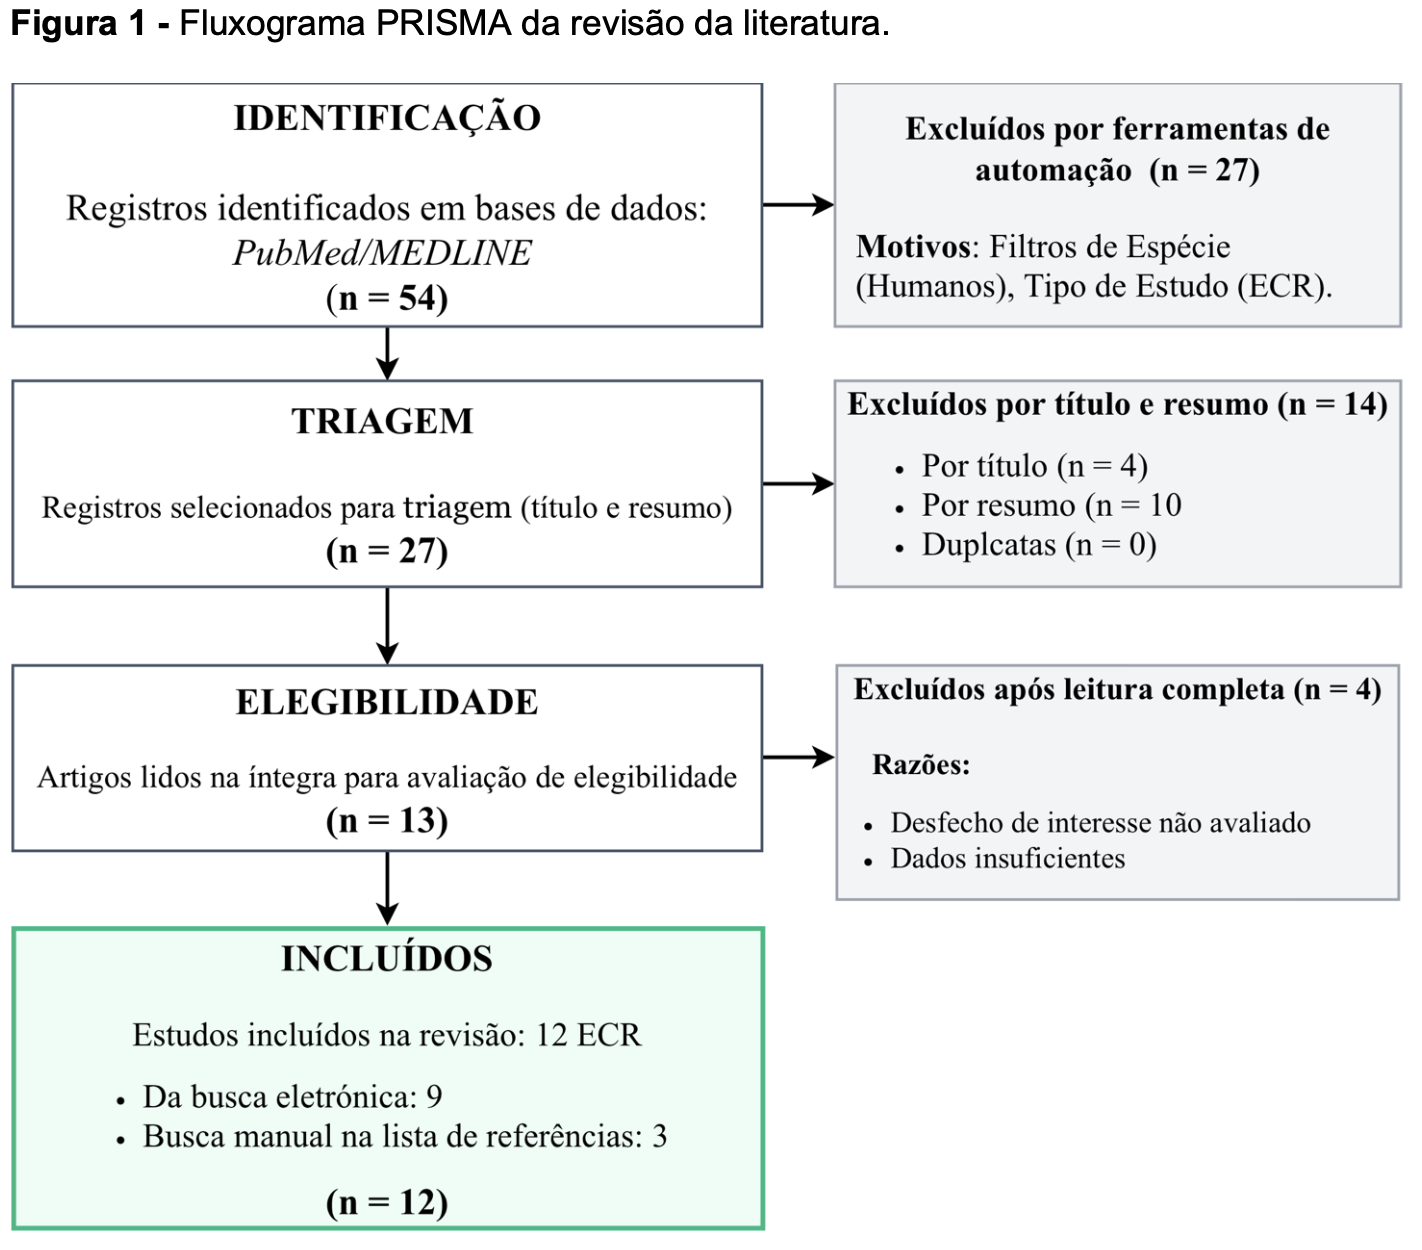 Figura 1 - Fluxograma PRISMA da revisão da literatura.
IDENTIFICAÇÃO
Registros identificados em bases de dados:
PubMed/MEDLINE
(n = 54)
Excluídos por ferramentas de
automação (n = 27)
Motivos: Filtros de Espécie
(Humanos), Tipo de Estudo (ECR).
TRIAGEM
Registros selecionados para triagem (título e resumo)
(n = 27)
Excluídos por título e resumo (n = 14)
• Por título (n = 4)
• Por resumo (n = 10
• Duplcatas (n = 0)
ELEGIBILIDADE
Artigos lidos na íntegra para avaliação de elegibilidade
(n = 13)
Excluídos após leitura completa (n = 4)
Razões:
• Desfecho de interesse não avaliado
• Dados insuficientes
INCLUÍDOS
Estudos incluídos na revisão: 12 ECR
• Da busca eletrónica: 9
• Busca manual na lista de referências: 3
(n = 12)